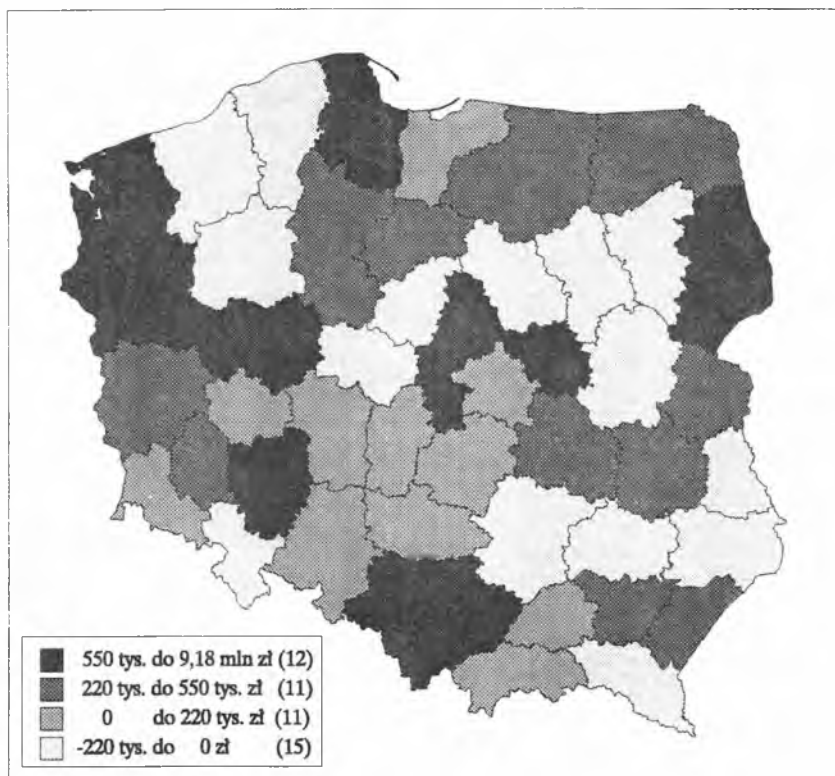 550 tys. do 9,18 mln zł (12)
220 tys. do 550 tys. zł (11)
0 do 220 tys. zł (11)
-220 tys. do 0 zł (15)